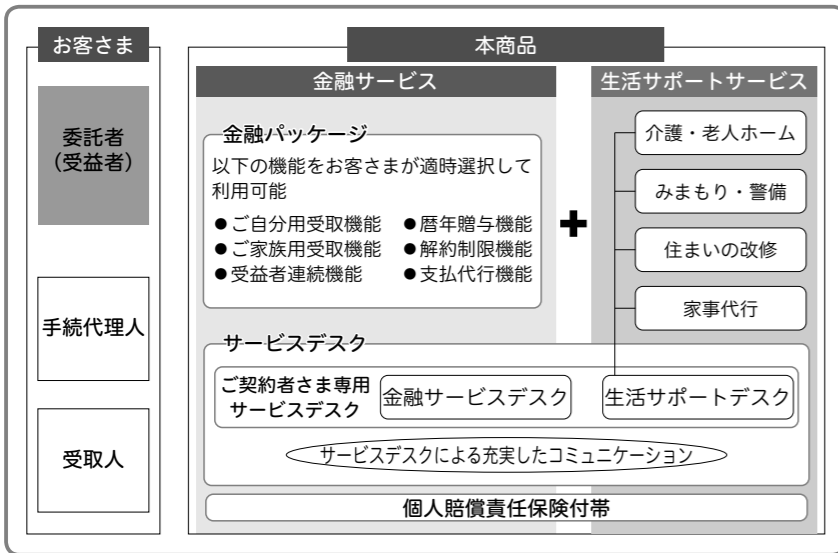 お客さま
委託者
(受益者)
手続代理人
受取人
本商品
金融サービス
金融パッケージ
以下の機能をお客さまが適時選択して
利用可能
●ご自分用受取機能 ●暦年贈与機能
●ご家族用受取機能 ●解約制限機能
●受益者連続機能 ●支払代行機能
+
生活サポートサービス
介護・老人ホーム
みまもり・警備
住まいの改修
家事代行
サービスデスク
ご契約者さま専用
サービスデスク
金融サービスデスク
生活サポートデスク
サービスデスクによる充実したコミュニケーション
個人賠償責任保険付帯